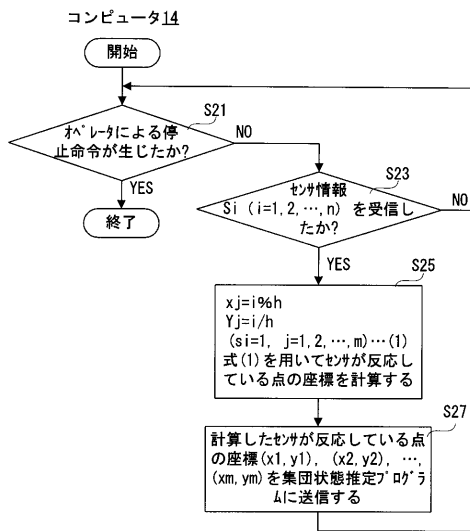 コンピュータ14
開始
S21
オペレータによる停
止命令が生じたか?
NO
YES
終了
S23
センサ情報
Si (i=1,2,…,n) を受信し
たか?
NO
YES
S25
xj=i%h
Yj=i/h
(si=1, j=1,2,…,m)…(1)
式(1)を用いてセンサが反応し
ている点の座標を計算する
S27
計算したセンサが反応している点
の座標(x1,y1), (x2,y2), …,
(xm,ym)を集団状態推定プログラ
ムに送信する